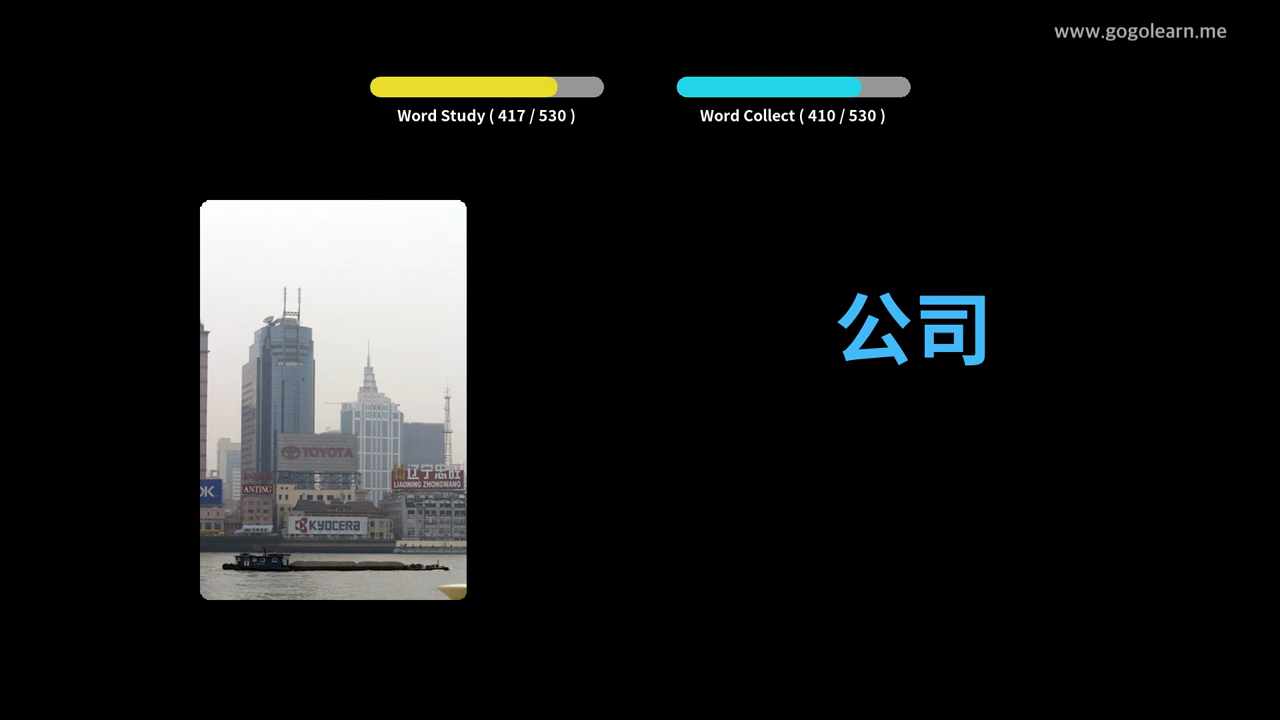 www.gogolearn.me
Word Study ( 417 / 530 )
Word Collect ( 410 / 530 )
公司
TOYOTA
辽宁忠旺
LIAONING ZHONGWANG
OK
ANTING
KYOCERA